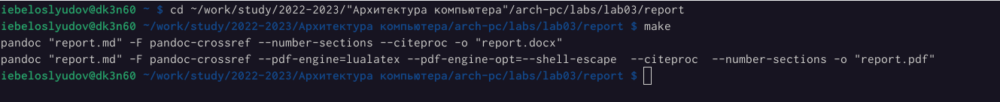 iebeloslyudov@dk3n60 ~ $ cd ~/work/study/2022-2023/"Архитектура компьютера"/arch-pc/labs/lab03/report
iebeloslyudov@dk3n60 ~/work/study/2022-2023/Архитектура компьютера/arch-pc/labs/lab03/report $ make
pandoc "report.md" -F pandoc-crossref --number-sections --citeproc -o "report.docx"
pandoc "report.md" -F pandoc-crossref --pdf-engine=lualatex --pdf-engine-opt=--shell-escape  --citeproc  --number-sections -o "report.pdf"
iebeloslyudov@dk3n60 ~/work/study/2022-2023/Архитектура компьютера/arch-pc/labs/lab03/report $